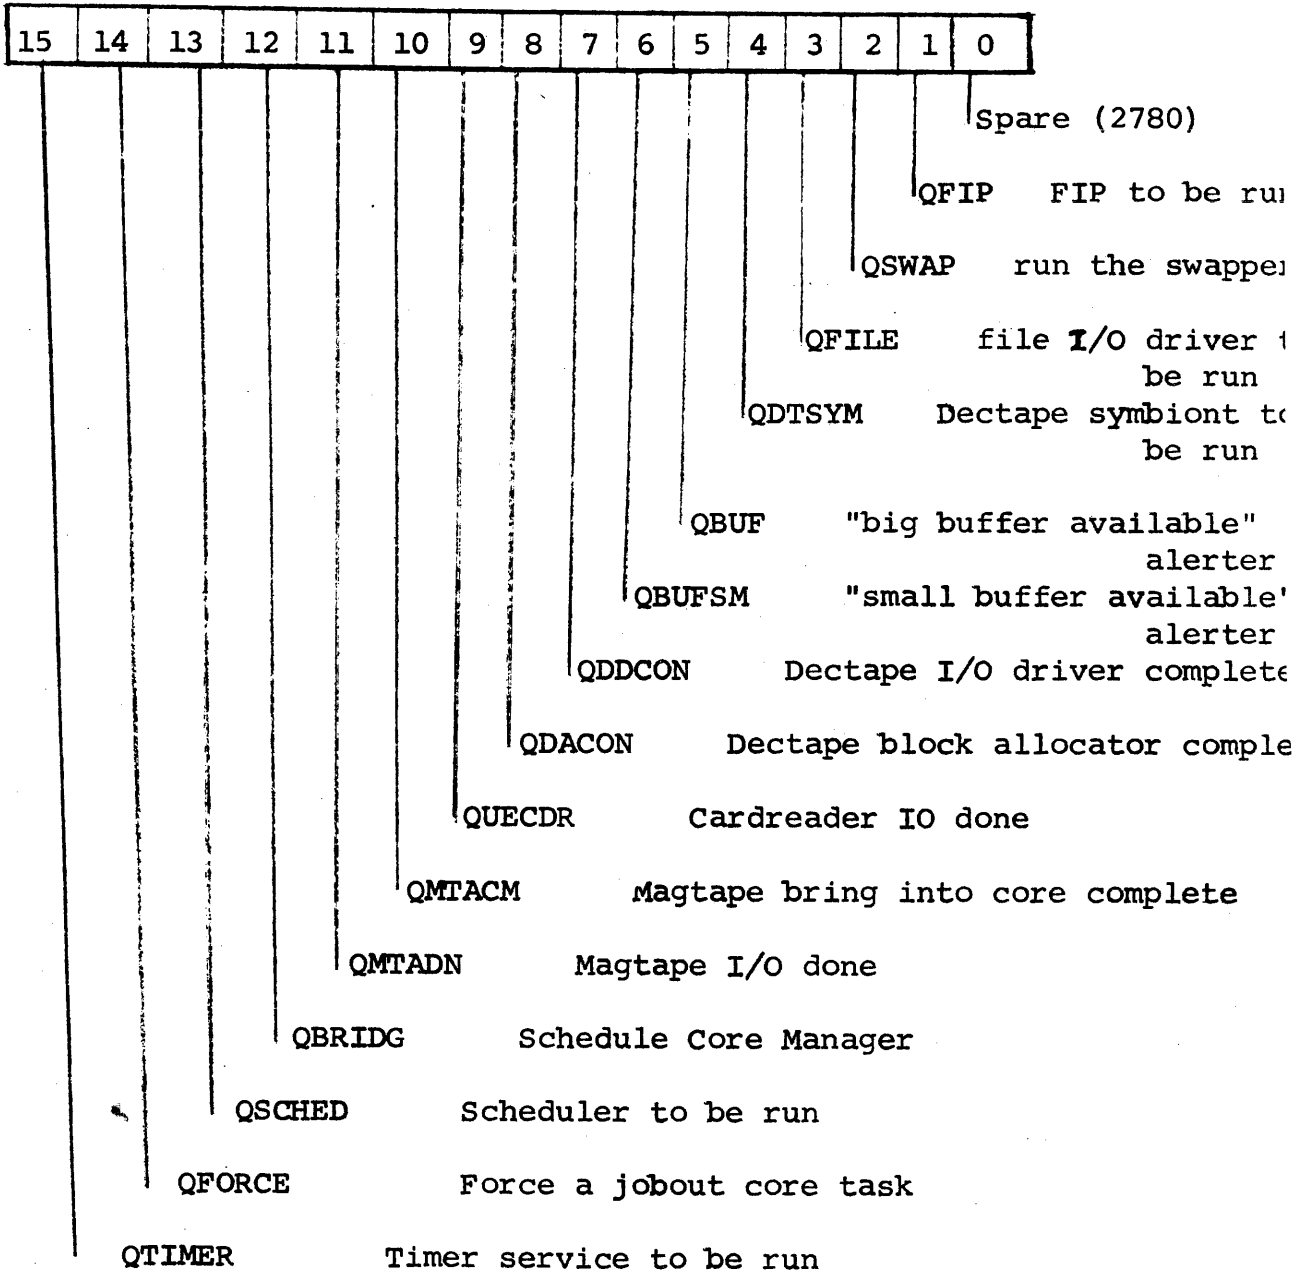 15 14 13 12 11 10 9 8 7 6 5 4 3 2 1 0
Spare (2780)
QFIP FIP to be
QSWAP run the
QFILE file I/O driver
be run
QDTSYM Dectape symbiont
be run
QBUF "big buffer available"
alerter
QBUFSM "small buffer available'
alerter
QDDCON Dectape I/O driver complete
QDACON Dectape block allocator comple
QUECDR Cardreader IO done
QMTACM Magtape bring into core complete
QMTADN Magtape I/O done
QBRIDG Schedule Core Manager
QSCHED Scheduler to be run
QFORCE Force a jobout core task
QTIMER Timer service to be run